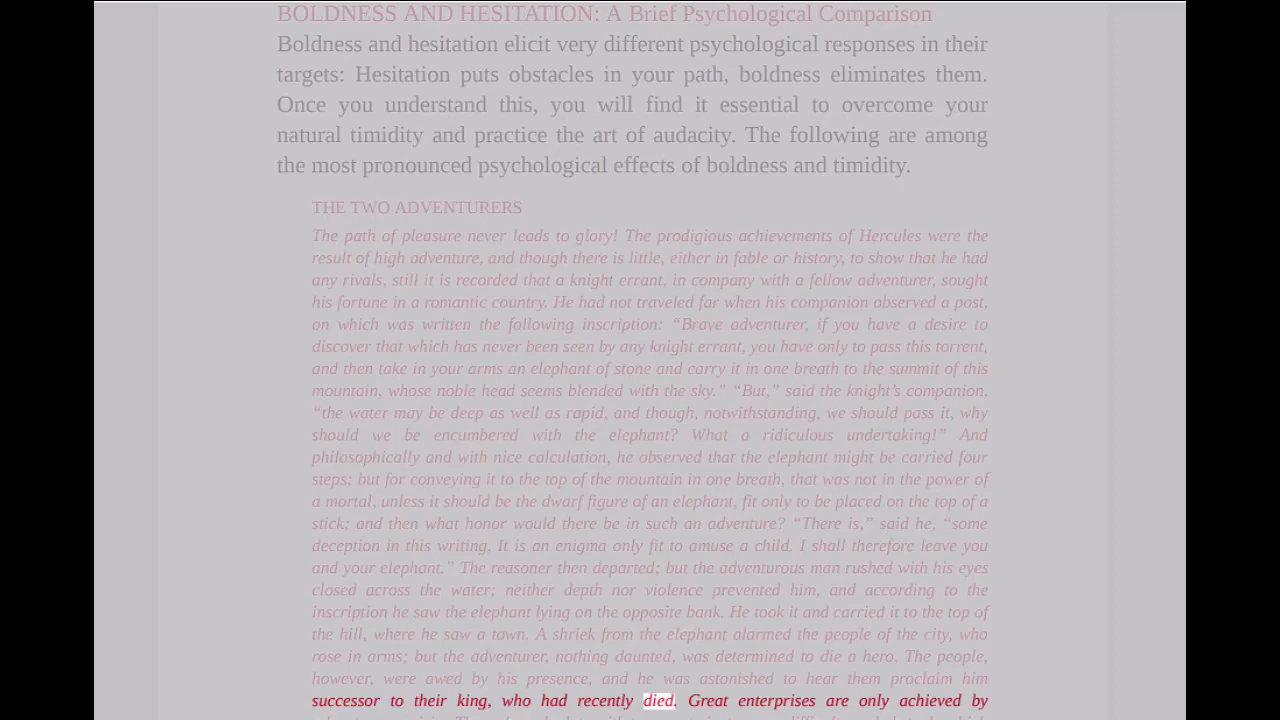 BOLDNESS AND HESITATION: A Brief Psychological Comparison
Boldness and hesitation elicit very different psychological responses in their
targets: Hesitation puts obstacles in your path, boldness eliminates them.
Once you understand this, you will find it essential to overcome your
natural timidity and practice the art of audacity. The following are among
the most pronounced psychological effects of boldness and timidity.
THE TWO ADVENTURERS
The path of pleasure never leads to glory! The prodigious achievements of Hercules were the
result of high adventure, and though there is little, either in fable or history, to show that he had
any rivals, still it is recorded that a knight errant, in company with a fellow adventurer, sought
his fortune in a romantic country. He had not traveled far when his companion observed a post,
on which was written the following inscription: “Brave adventurer, if you have a desire to
discover that which has never been seen by any knight errant, you have only to pass this torrent,
and then take in your arms an elephant of stone and carry it in one breath to the summit of this
mountain, whose noble head seems blended with the sky.” “But,” said the knight’s companion,
“the water may be deep as well as rapid, and though, notwithstanding, we should pass it, why
should we be encumbered with the elephant? What a ridiculous undertaking!” And
philosophically and with nice calculation, he observed that the elephant might be carried four
steps; but for conveying it to the top of the mountain in one breath, that was not in the power of
a mortal, unless it should be the dwarf figure of an elephant, fit only to be placed on the top of a
stick; and then what honor would there be in such an adventure? “There is,” said he, “some
deception in this writing. It is an enigma only fit to amuse a child. I shall therefore leave you
and your elephant.” The reasoner then departed; but the adventurous man rushed with his eyes
closed across the water; neither depth nor violence prevented him, and according to the
inscription he saw the elephant lying on the opposite bank. He took it and carried it to the top of
the hill, where he saw a town. A shriek from the elephant alarmed the people of the city, who
rose in arms; but the adventurer, nothing daunted, was determined to die a hero. The people,
however, were awed by his presence, and he was astonished to hear them proclaim him
successor to their king, who had recently died. Great enterprises are only achieved by